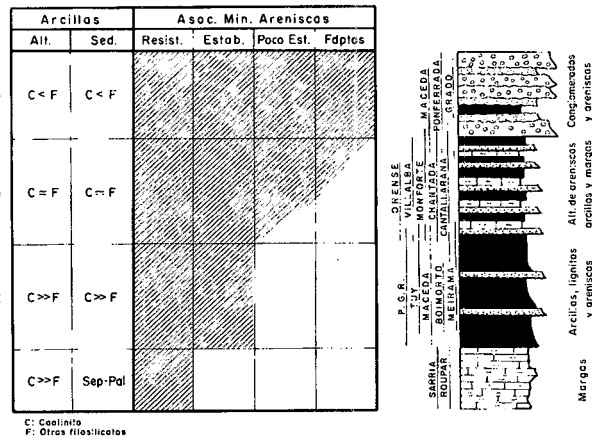 Arcillas
Asoc. Min. Areniscas
Alt.
Sed.
Resist.
Estab.
Poco Est.
Fdptos
C < F
C < F
C ≃ F
C ≃ F
C >> F
C >> F
C >> F
Sep-Pal
C: Caolinita
F: Otros filosilicatos
MACEDA
PONFERRADA
GRADO
ORENSE
VILLALBA
MONFORTE
CHANTADA
CANTALLARANA
P.G.R.
TUY
MACEDA
BOIMORTO
MEIRAMA
SARRIA
ROUPAR
Conglomerados
y areniscas
Alt. de areniscas
arcillas y margas
Arcillas, lignitos
y areniscas
Margas